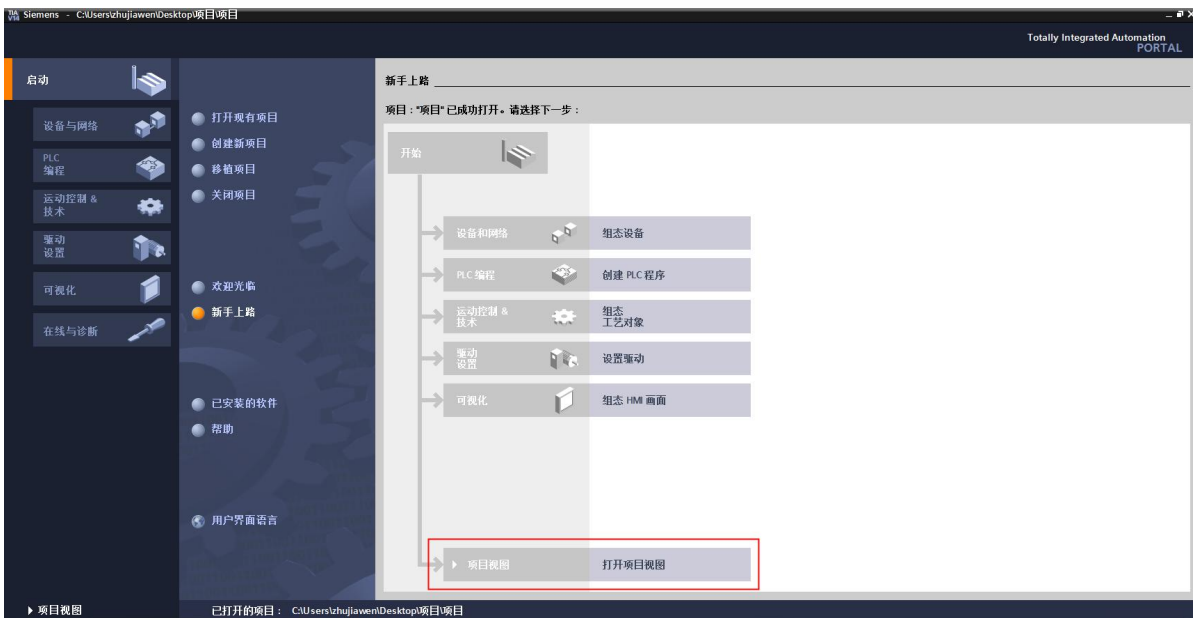 TIA V14 Siemens - C:\Users\zhujiawen\Desktop\项目\项目
Totally Integrated Automation
PORTAL
启动
设备与网络
PLC
编程
运动控制 &
技术
驱动
设置
可视化
在线与诊断
打开现有项目
创建新项目
移植项目
关闭项目
欢迎光临
新手上路
已安装的软件
帮助
用户界面语言
新手上路
项目："项目" 已成功打开。请选择下一步：
开始
设备和网络 组态设备
PLC 编程 创建 PLC 程序
运动控制 & 组态
技术 工艺对象
驱动
设置 设置驱动
可视化 组态 HMI 画面
项目视图 打开项目视图
项目视图 已打开的项目： C:\Users\zhujiawen\Desktop\项目\项目